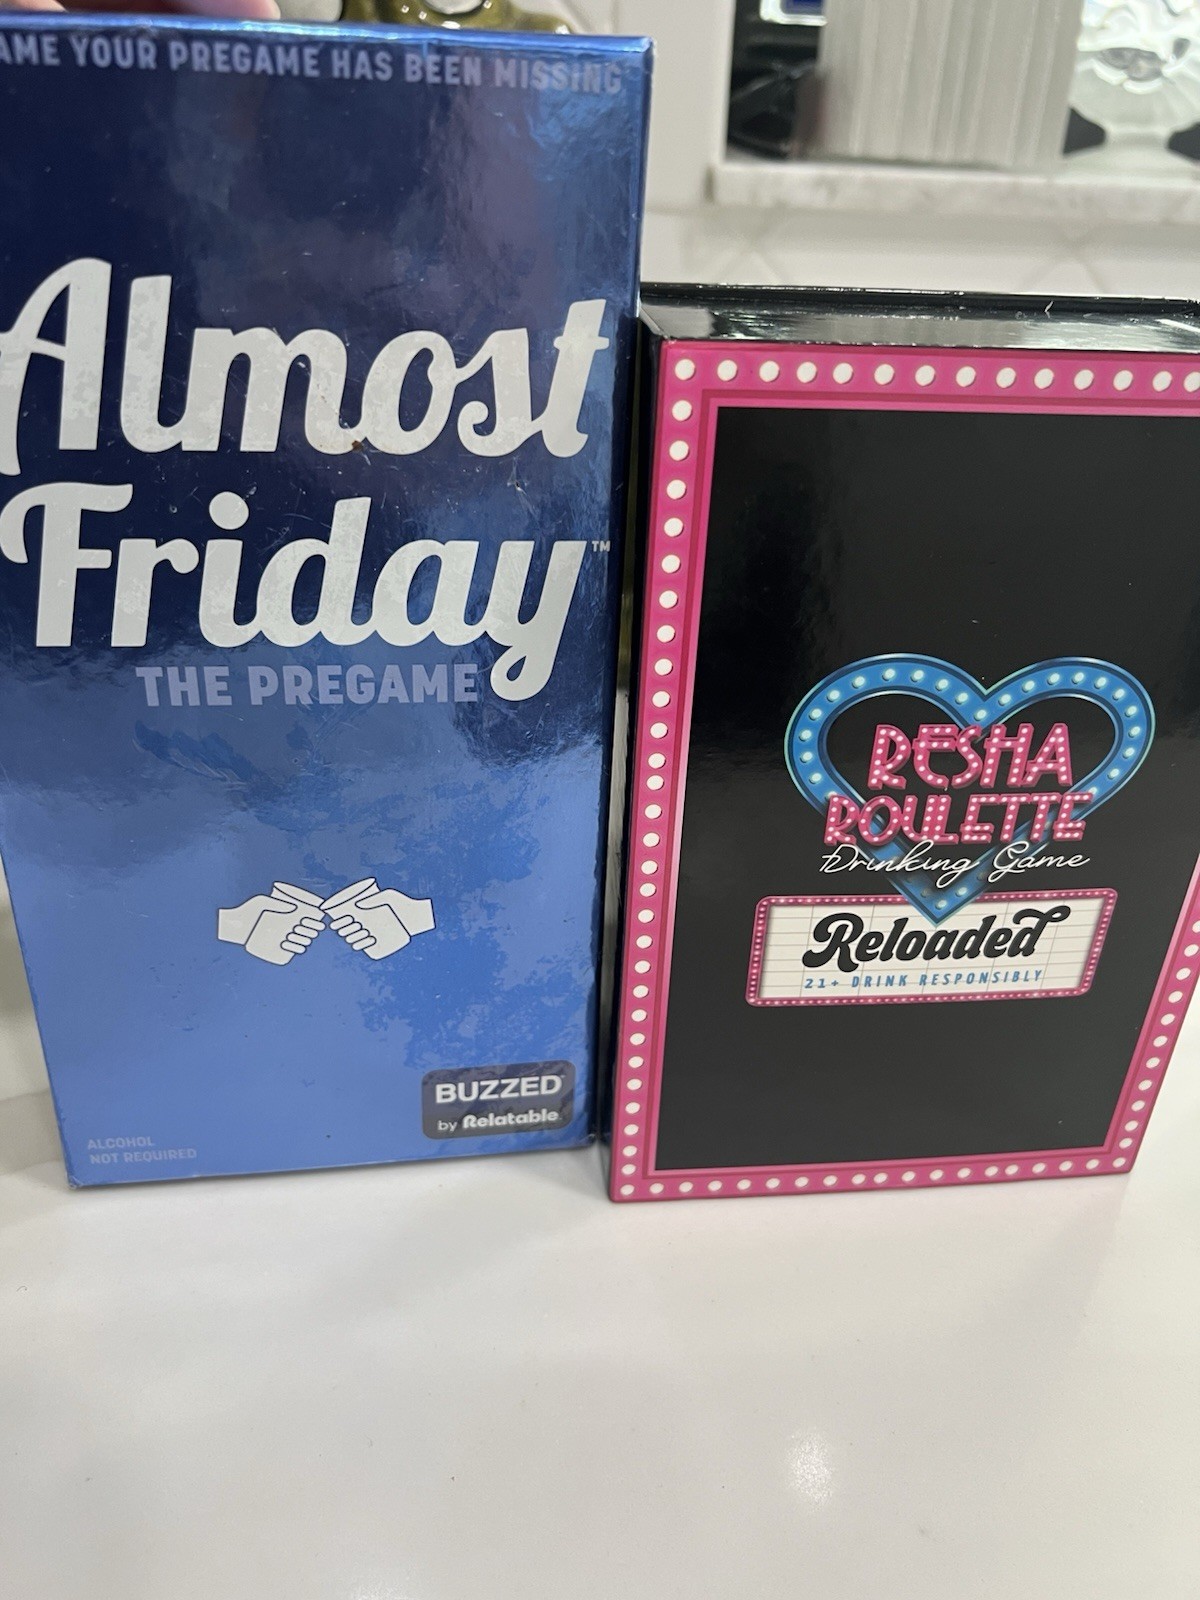 AME YOUR PREGAME HAS BEEN MISSING
Almost
Friday™
THE PREGAME
BUZZED
by Relatable
ALCOHOL
NOT REQUIRED
RESHA
ROULETTE
Drinking Game
Reloaded
21+ DRINK RESPONSIBLY